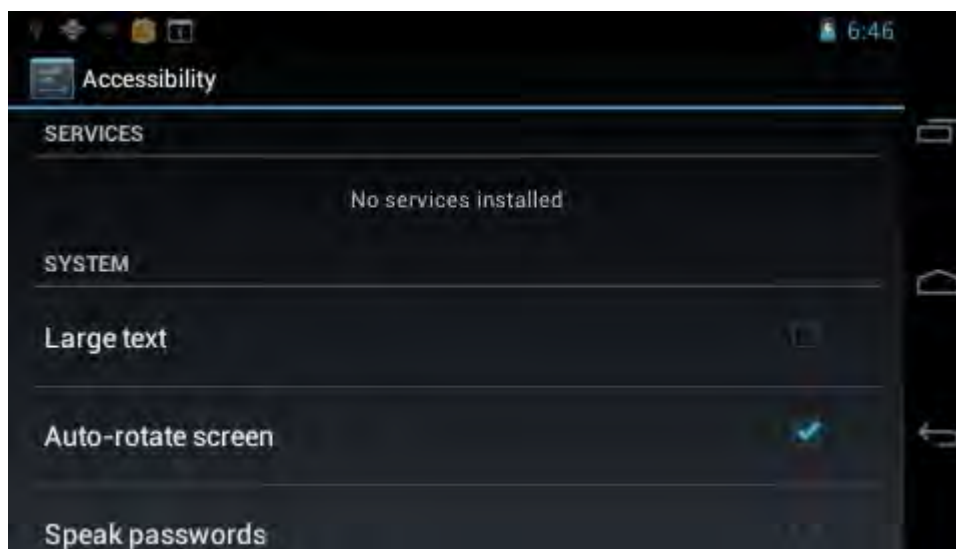 6:46
Accessibility
SERVICES
No services installed
SYSTEM
Large text
Auto-rotate screen
Speak passwords